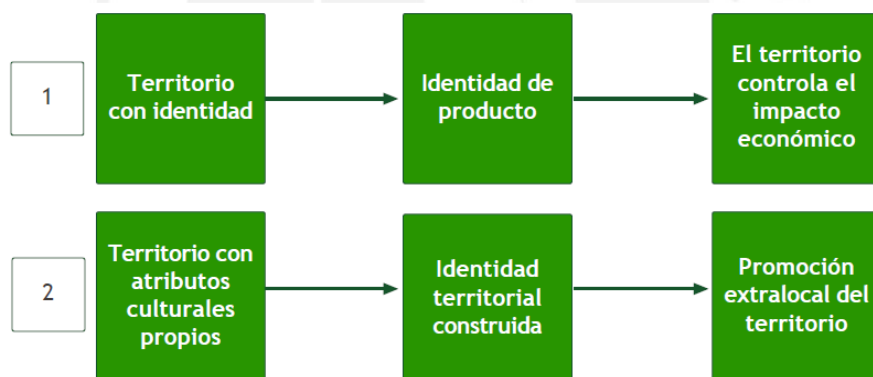 1
Territorio
con identidad
Identidad de
producto
El territorio
controla el
impacto
económico
2
Territorio con
atributos
culturales
propios
Identidad
territorial
construida
Promoción
extralocal del
territorio